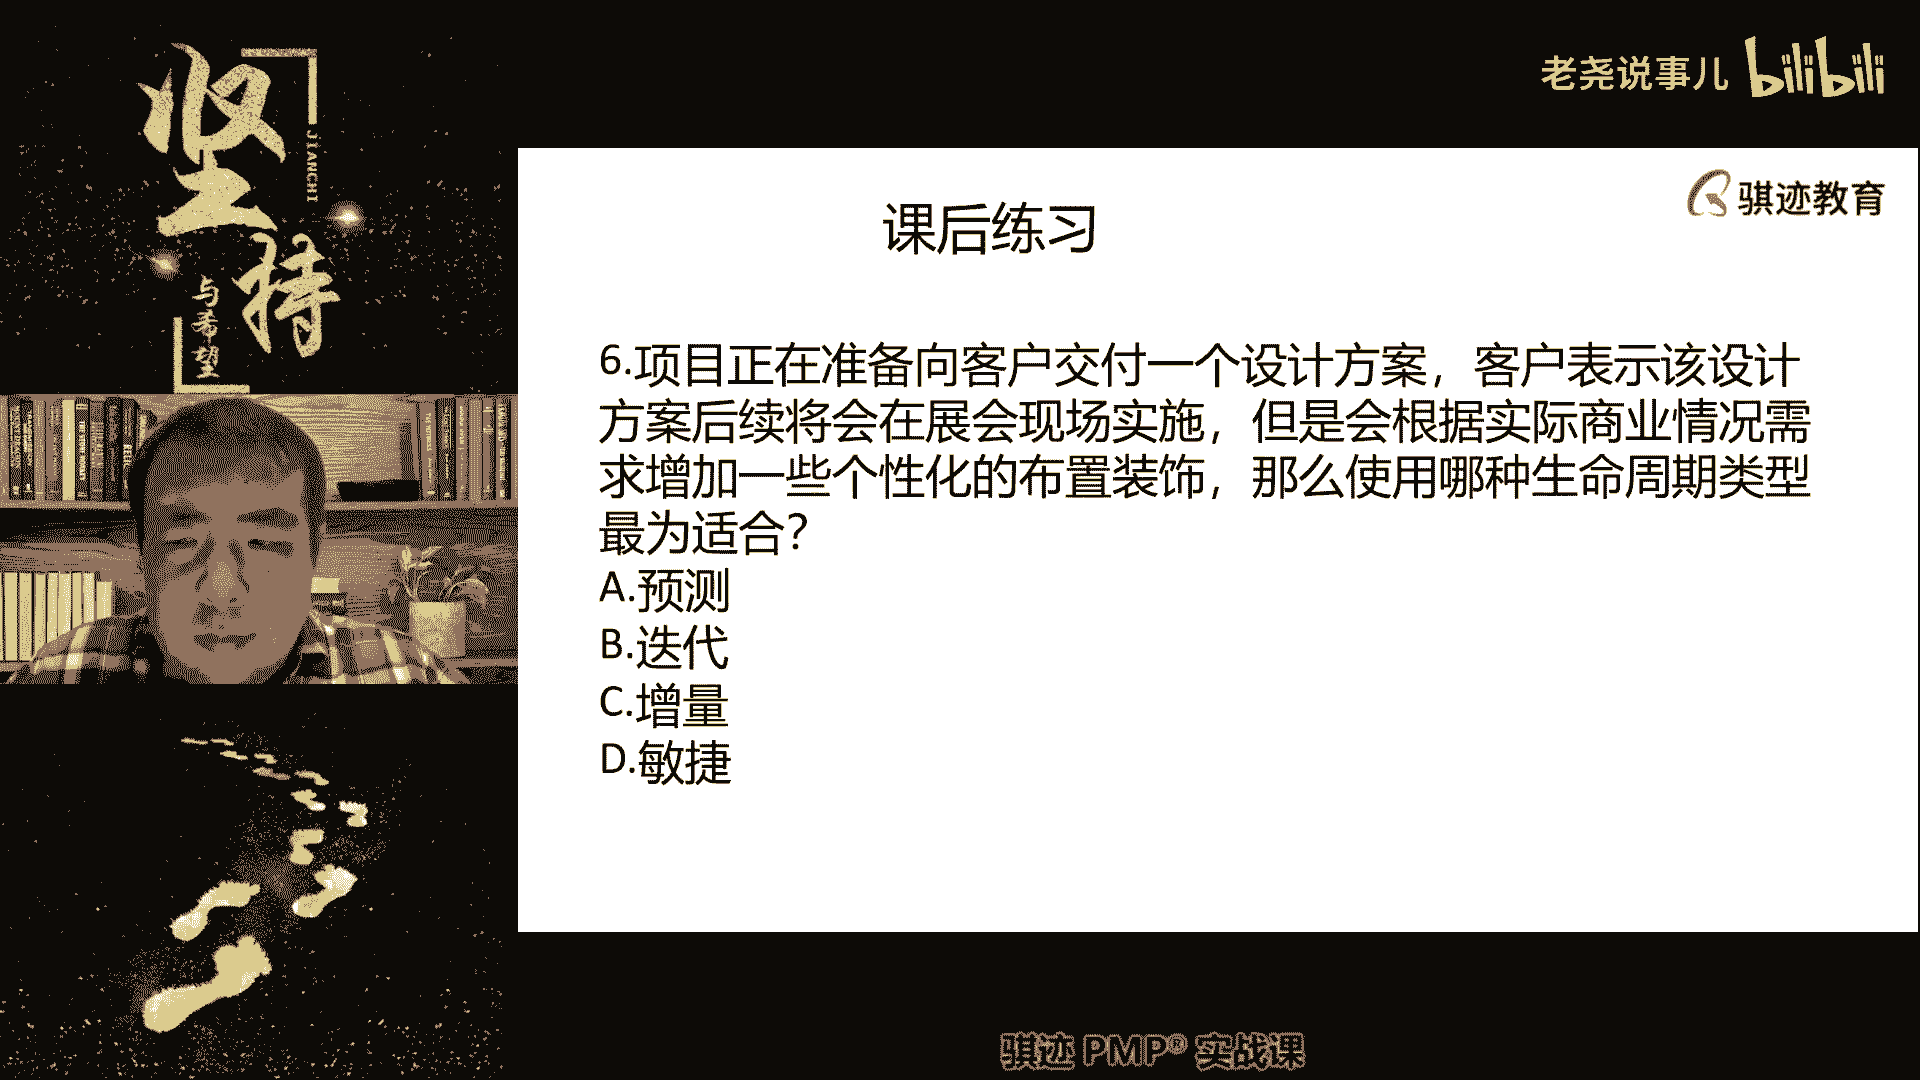 坚持
JIANCHI
与希望
老尧说事儿 bilibili
骐迹教育
课后练习
6.项目正在准备向客户交付一个设计方案，客户表示该设计
方案后续将会在展会现场实施，但是会根据实际商业情况需
求增加一些个性化的布置装饰，那么使用哪种生命周期类型
最为适合？
A.预测
B.迭代
C.增量
D.敏捷
骐迹 PMP® 实战课